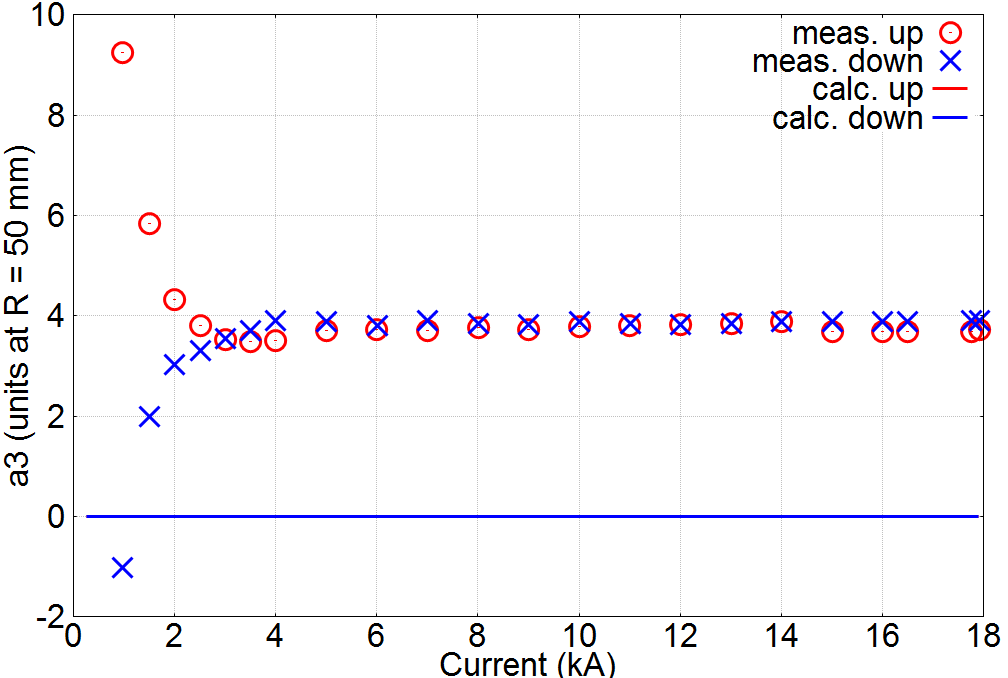 10
8
6
4
2
0
-2
a3 (units at R = 50 mm)
meas. up
meas. down
calc. up
calc. down
0 2 4 6 8 10 12 14 16 18
Current (kA)